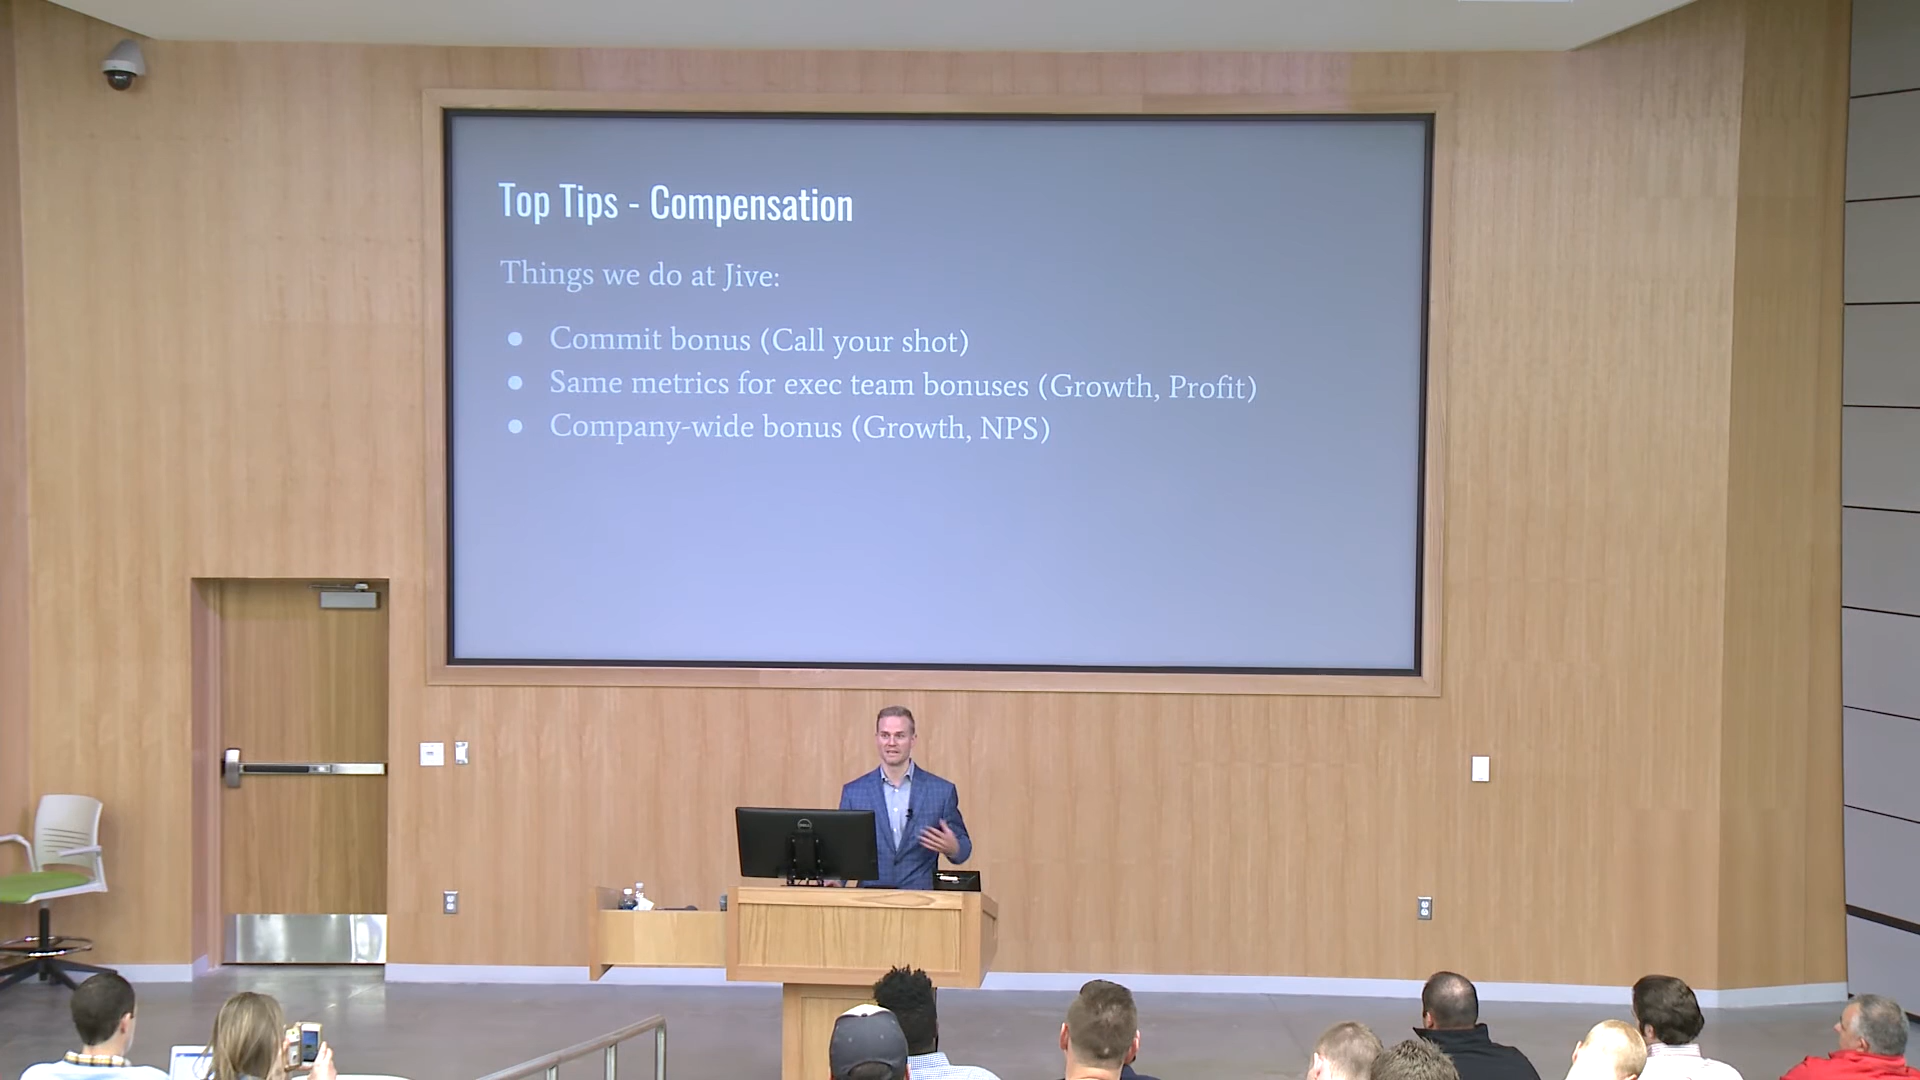 Top Tips - Compensation
Things we do at Jive:
● Commit bonus (Call your shot)
● Same metrics for exec team bonuses (Growth, Profit)
● Company-wide bonus (Growth, NPS)